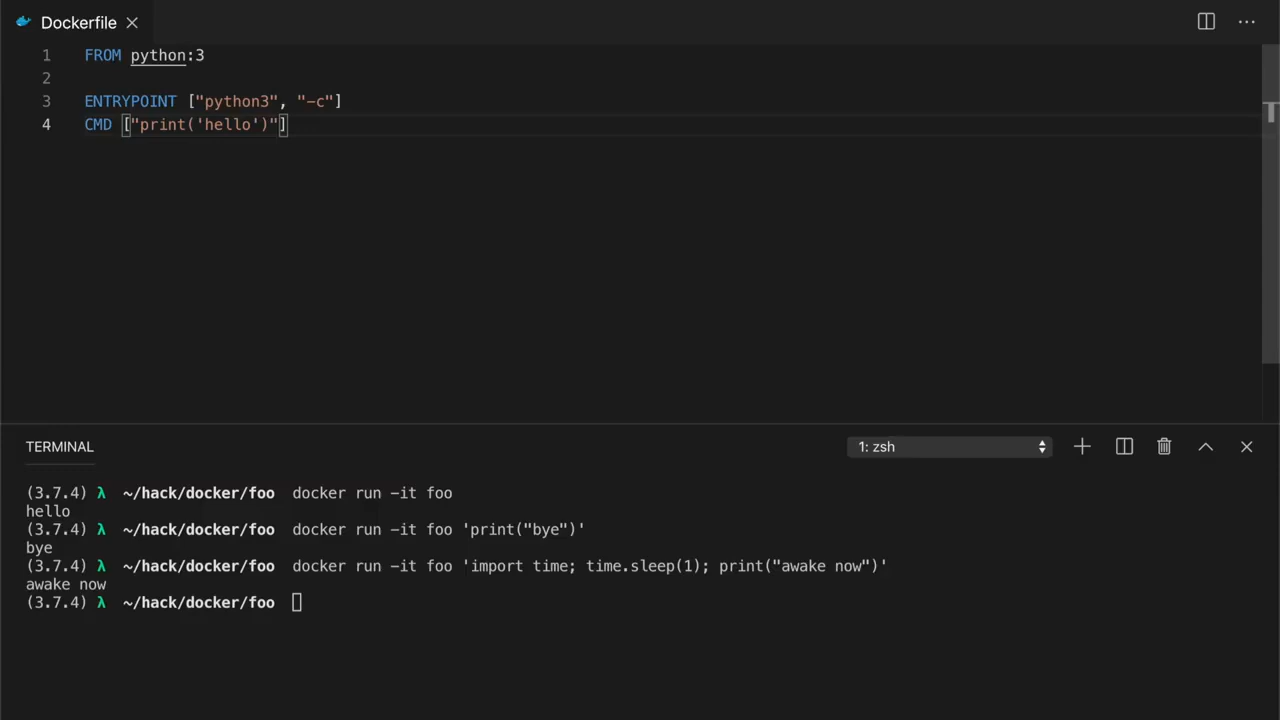 Dockerfile
1 FROM python:3
2
3 ENTRYPOINT ["python3", "-c"]
4 CMD ["print('hello')"]
TERMINAL
1: zsh
(3.7.4) λ ~/hack/docker/foo docker run -it foo
hello
(3.7.4) λ ~/hack/docker/foo docker run -it foo 'print("bye")'
bye
(3.7.4) λ ~/hack/docker/foo docker run -it foo 'import time; time.sleep(1); print("awake now")'
awake now
(3.7.4) λ ~/hack/docker/foo